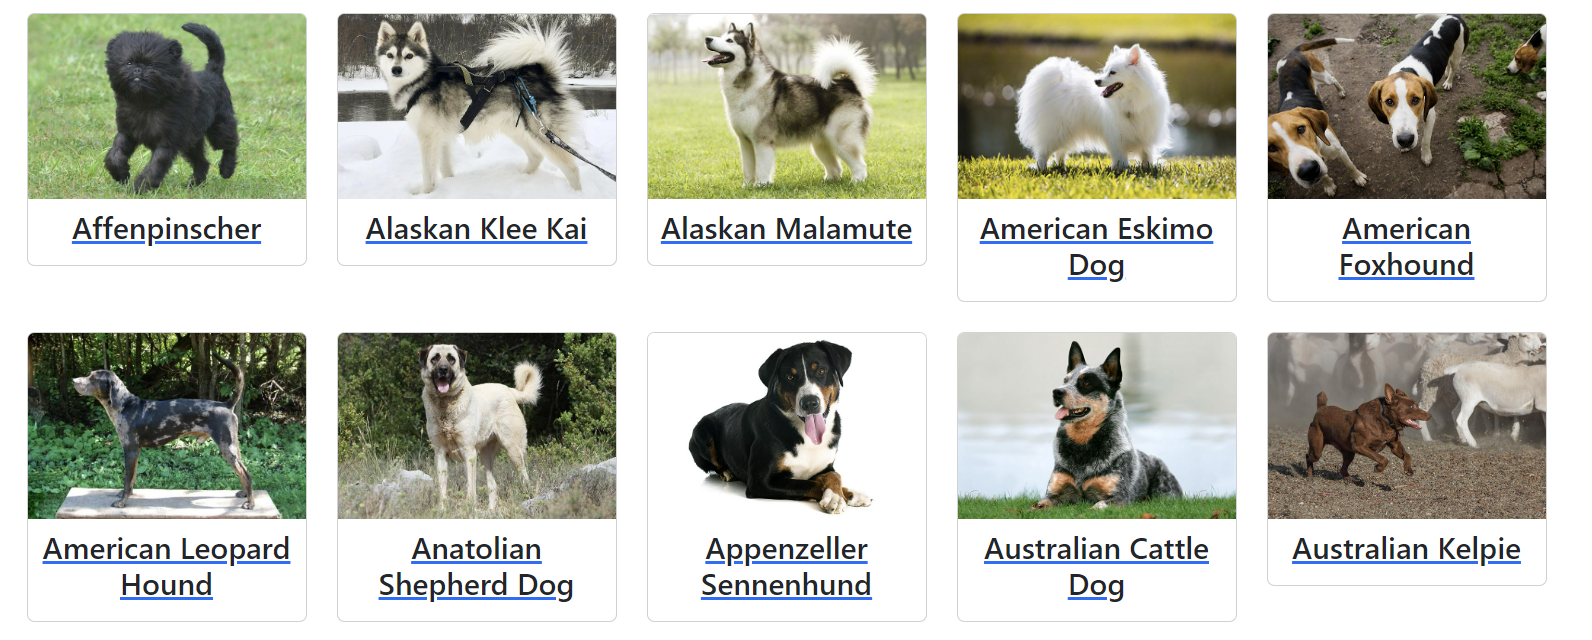 Affenpinscher
Alaskan Klee Kai
Alaskan Malamute
American Eskimo
Dog
American
Foxhound
American Leopard
Hound
Anatolian
Shepherd Dog
Appenzeller
Sennenhund
Australian Cattle
Dog
Australian Kelpie